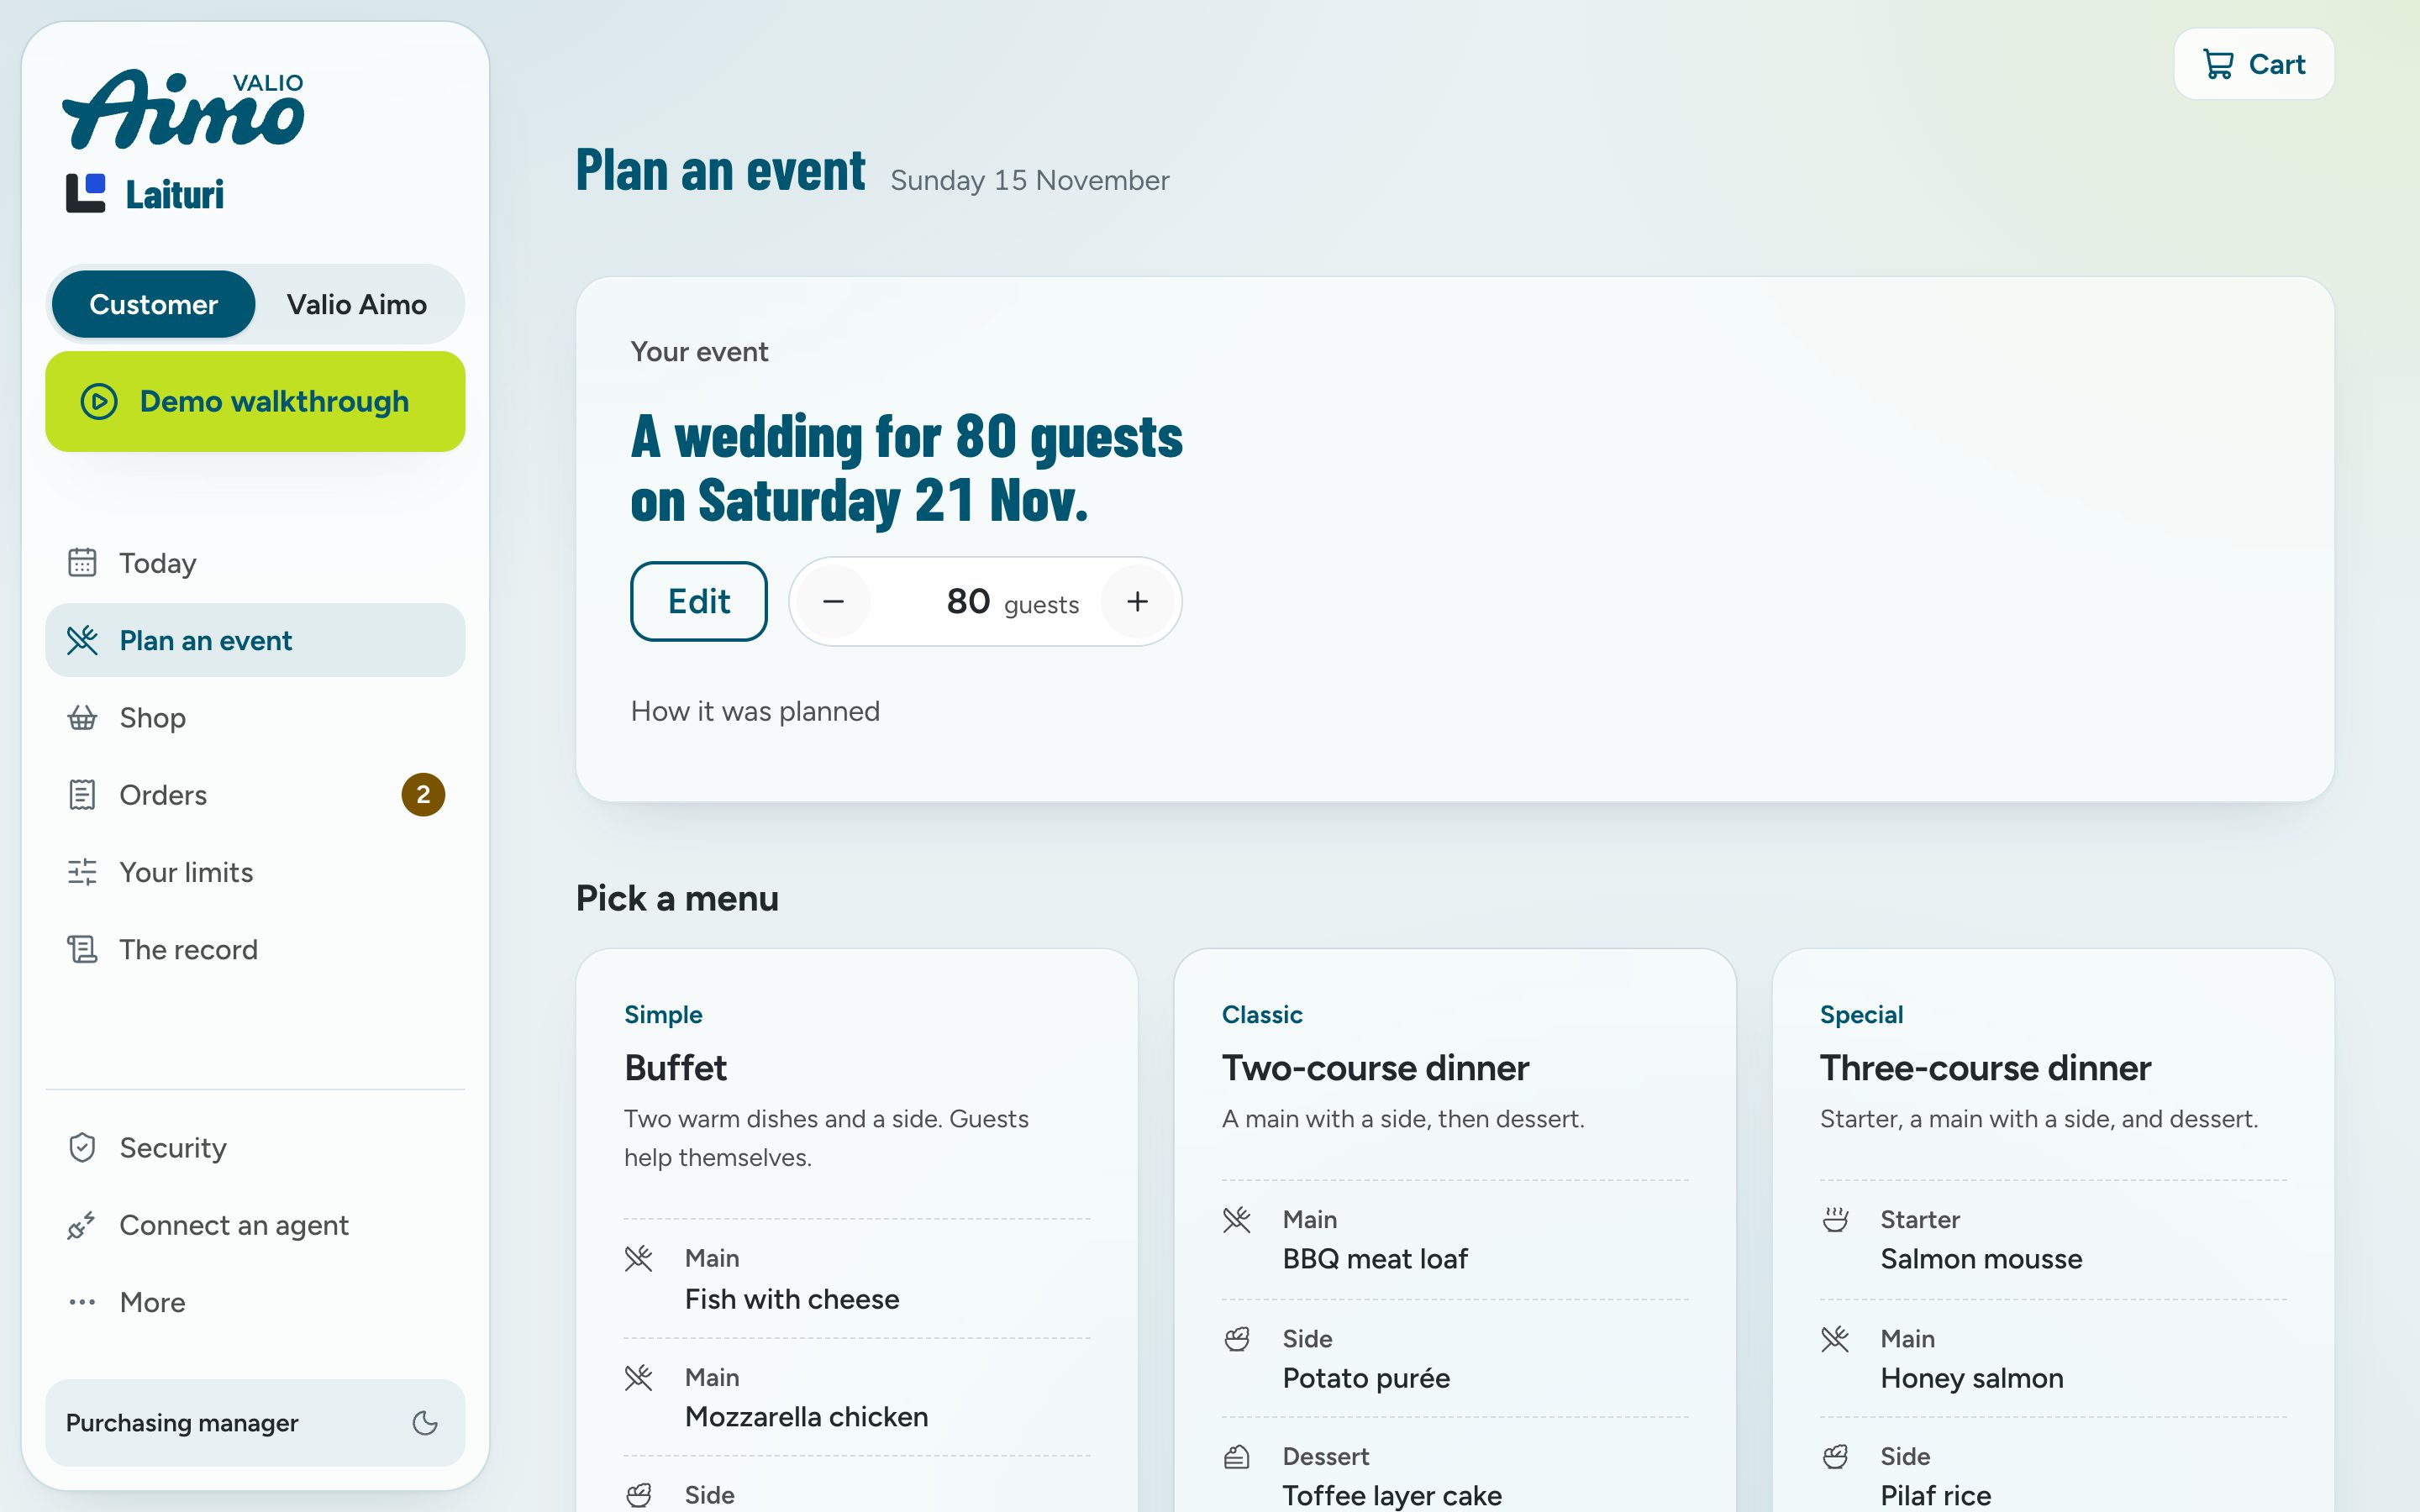 VALIO
Aimo
Laituri
Customer
Valio Aimo
Demo walkthrough
Today
Plan an event
Shop
Orders
2
Your limits
The record
Security
Connect an agent
More
Purchasing manager
Cart
Plan an event
Sunday 15 November
Your event
A wedding for 80 guests
on Saturday 21 Nov.
Edit
− 80 guests +
How it was planned
Pick a menu
Simple
Buffet
Two warm dishes and a side. Guests
help themselves.
Main
Fish with cheese
Main
Mozzarella chicken
Side
Classic
Two-course dinner
A main with a side, then dessert.
Main
BBQ meat loaf
Side
Potato purée
Dessert
Toffee layer cake
Special
Three-course dinner
Starter, a main with a side, and dessert.
Starter
Salmon mousse
Main
Honey salmon
Side
Pilaf rice